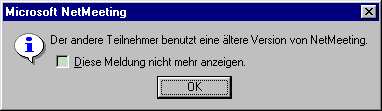 Microsoft NetMeeting
Der andere Teilnehmer benutzt eine ältere Version von NetMeeting.
Diese Meldung nicht mehr anzeigen.
OK